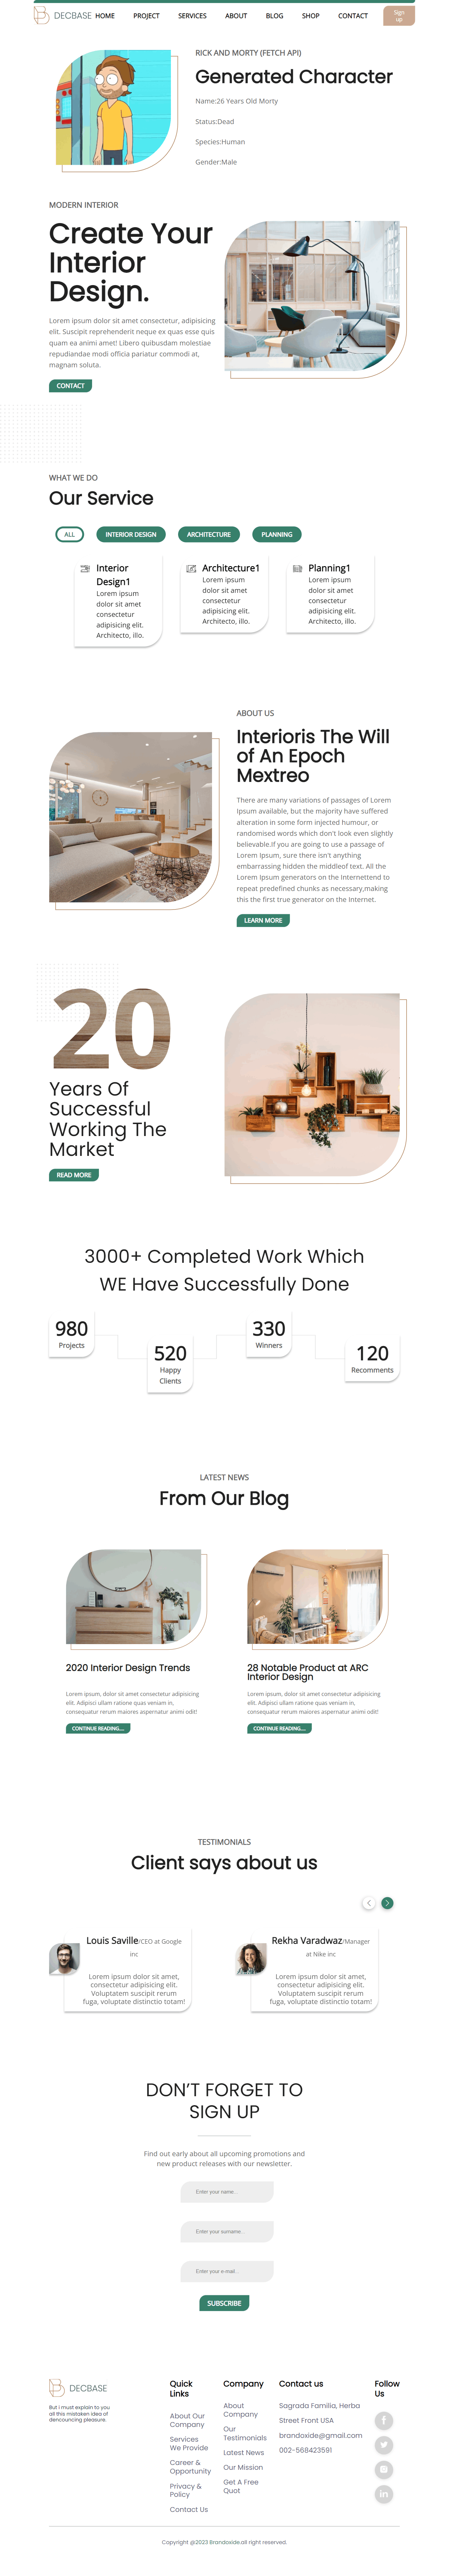 DECBASE HOME PROJECT SERVICES ABOUT BLOG SHOP CONTACT Sign
up
RICK AND MORTY (FETCH API)
Generated Character
Name:26 Years Old Morty
Status:Dead
Species:Human
Gender:Male
MODERN INTERIOR
Create Your
Interior
Design.
Lorem ipsum dolor sit amet consectetur, adipisicing
elit. Suscipit reprehenderit neque ex quas esse quis
quam ea animi amet! Libero quibusdam molestiae
repudiandae modi officia pariatur commodi at,
magnam soluta.
CONTACT
WHAT WE DO
Our Service
ALL INTERIOR DESIGN ARCHITECTURE PLANNING
Interior
Design1
Lorem ipsum
dolor sit amet
consectetur
adipisicing elit.
Architecto, illo.
Architecture1
Lorem ipsum
dolor sit amet
consectetur
adipisicing elit.
Architecto, illo.
Planning1
Lorem ipsum
dolor sit amet
consectetur
adipisicing elit.
Architecto, illo.
ABOUT US
Interioris The Will
of An Epoch
Mextreo
There are many variations of passages of Lorem
Ipsum available, but the majority have suffered
alteration in some form injected humour, or
randomised words which don't look even slightly
believable.If you are going to use a passage of
Lorem Ipsum, sure there isn't anything
embarrassing hidden the middleof text. All the
Lorem Ipsum generators on the Internettend to
repeat predefined chunks as necessary,making
this the first true generator on the Internet.
LEARN MORE
20
Years Of
Successful
Working The
Market
READ MORE
3000+ Completed Work Which
WE Have Successfully Done
980
Projects
520
Happy
Clients
330
Winners
120
Recomments
LATEST NEWS
From Our Blog
2020 Interior Design Trends
Lorem ipsum, dolor sit amet consectetur adipisicing
elit. Adipisci ullam ratione quas veniam in,
consequatur rerum maiores aspernatur animi odit!
CONTINUE READING....
28 Notable Product at ARC
Interior Design
Lorem ipsum, dolor sit amet consectetur adipisicing
elit. Adipisci ullam ratione quas veniam in,
consequatur rerum maiores aspernatur animi odit!
CONTINUE READING....
TESTIMONIALS
Client says about us
Louis Saville/CEO at Google
inc
Lorem ipsum dolor sit amet,
consectetur adipisicing elit.
Voluptatem suscipit rerum
fuga, voluptate distinctio totam!
Rekha Varadwaz/Manager
at Nike inc
Lorem ipsum dolor sit amet,
consectetur adipisicing elit.
Voluptatem suscipit rerum
fuga, voluptate distinctio totam!
DON'T FORGET TO
SIGN UP
Find out early about all upcoming promotions and
new product releases with our newsletter.
Enter your name...
Enter your surname..
Enter your e-mail...
SUBSCRIBE
DECBASE
But I must explain to you
all this mistaken idea of
dencouncing pleasure.
Quick
Links
About Our
Company
Services
We Provide
Career &
Opportunity
Privacy &
Policy
Contact Us
Company
About
Company
Our
Testimonials
Latest News
Our Mission
Get A Free
Quot
Contact us
Sagrada Familia, Herba
Street Front USA
brandoxide@gmail.com
002-568423591
Follow
Us
Copyright @2023 Brandoxide.all right reserved.